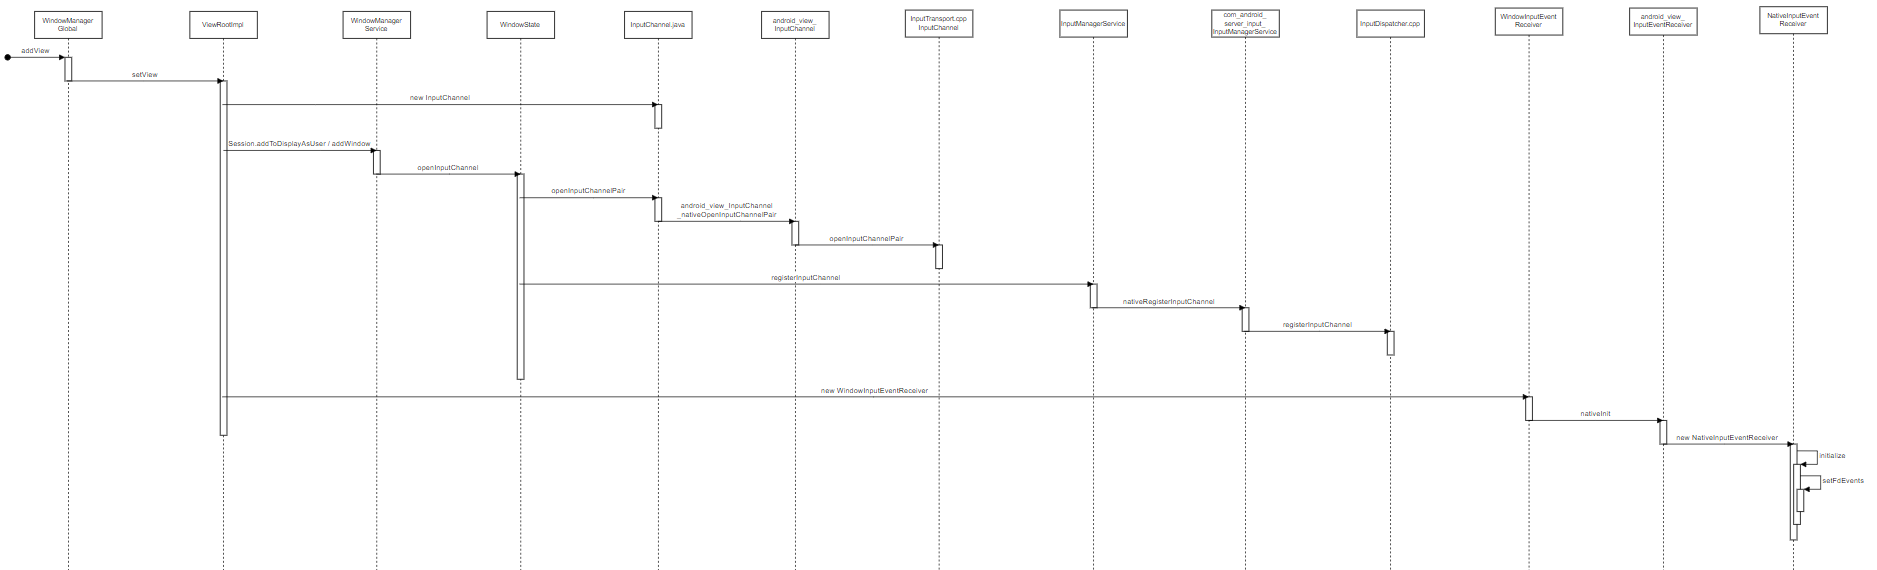 WindowManager
Global
ViewRootImpl
WindowManager
Service
WindowState
InputChannel.java
android_view_
InputChannel
InputTransport.cpp
InputChannel
InputManagerService
com_android_
server_input_
InputManagerService
InputDispatcher.cpp
WindowInputEvent
Receiver
android_view_
InputEventReceiver
NativeInputEvent
Receiver
addView
setView
new InputChannel
Session.addToDisplayAsUser / addWindow
openInputChannel
openInputChannelPair
android_view_InputChannel
_nativeOpenInputChannelPair
openInputChannelPair
registerInputChannel
nativeRegisterInputChannel
registerInputChannel
new WindowInputEventReceiver
nativeInit
new NativeInputEventReceiver
initialize
setFdEvents